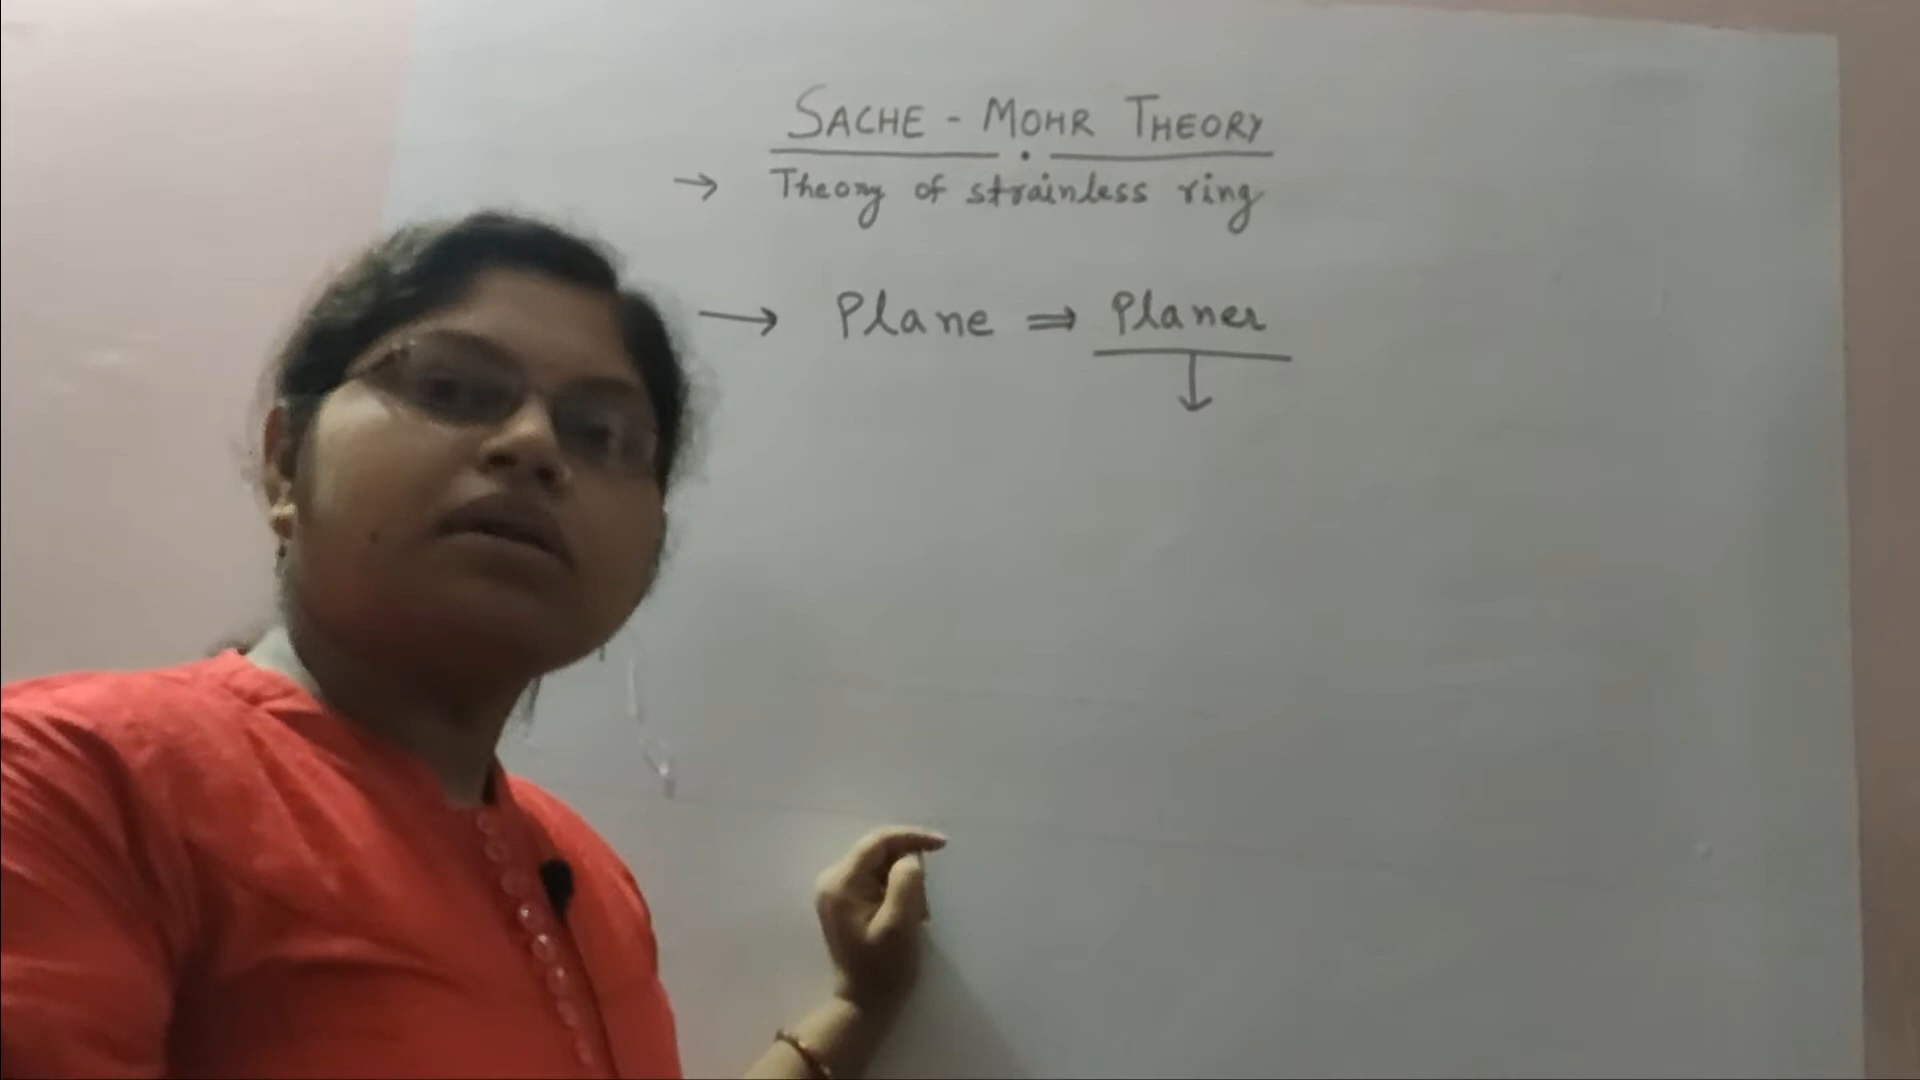 SACHE - MOHR THEORY
→ Theory of strainless ring
→ Plane ⇒ Planer